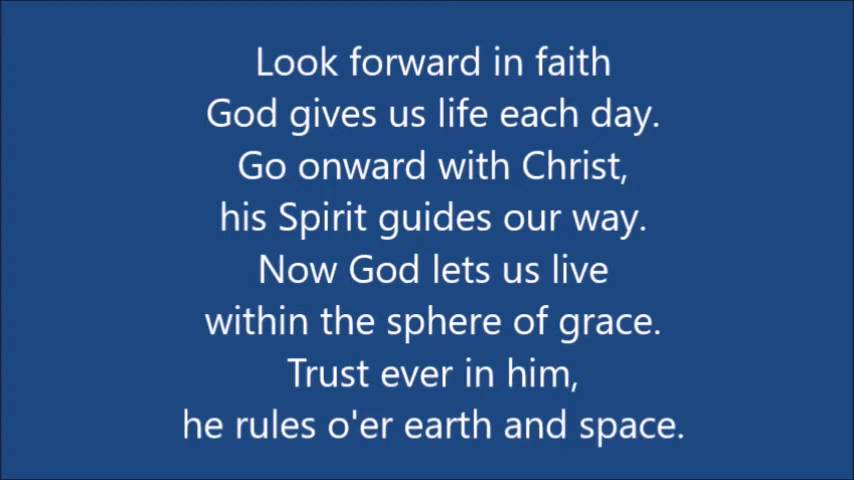 Look forward in faith
God gives us life each day.
Go onward with Christ,
his Spirit guides our way.
Now God lets us live
within the sphere of grace.
Trust ever in him,
he rules o'er earth and space.